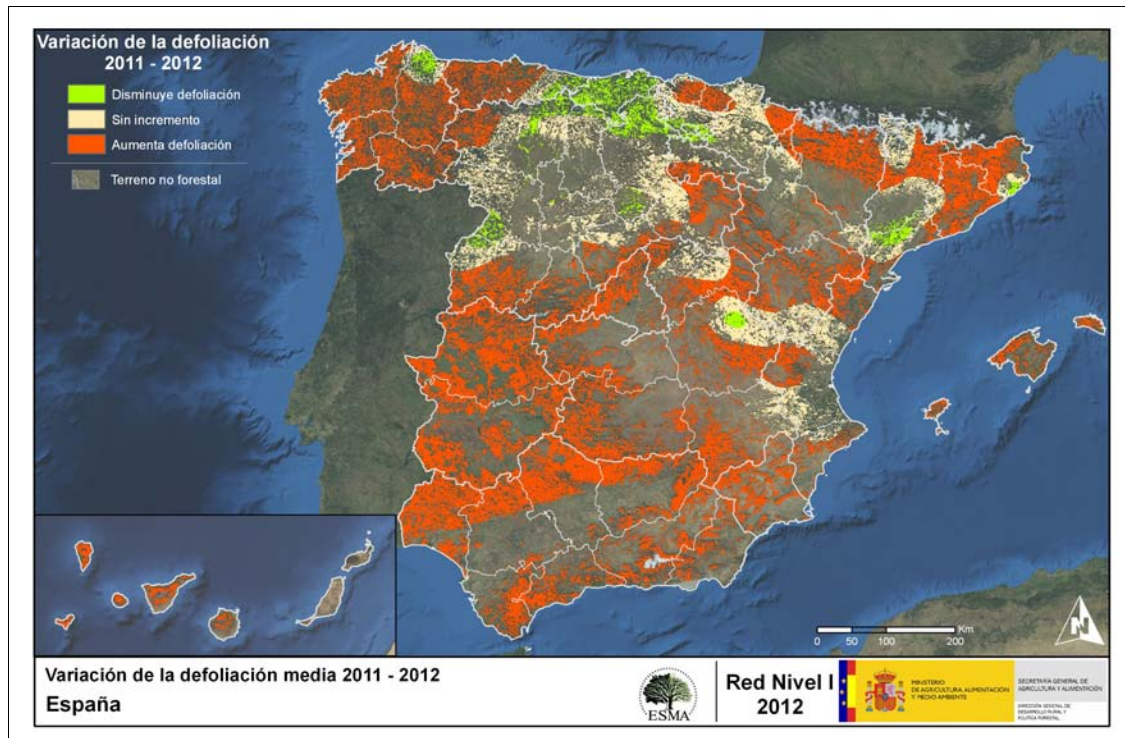 Variación de la defoliación
2011 - 2012
Disminuye defoliación
Sin incremento
Aumenta defoliación
Terreno no forestal
N
Km
0 50 100 200
Variación de la defoliación media 2011 - 2012
España
ESMA
Red Nivel I
2012
MINISTERIO
DE AGRICULTURA, ALIMENTACIÓN
Y MEDIO AMBIENTE
SECRETARÍA GENERAL DE
AGRICULTURA Y ALIMENTACIÓN
DIRECCIÓN GENERAL DE
DESARROLLO RURAL Y
POLÍTICA FORESTAL